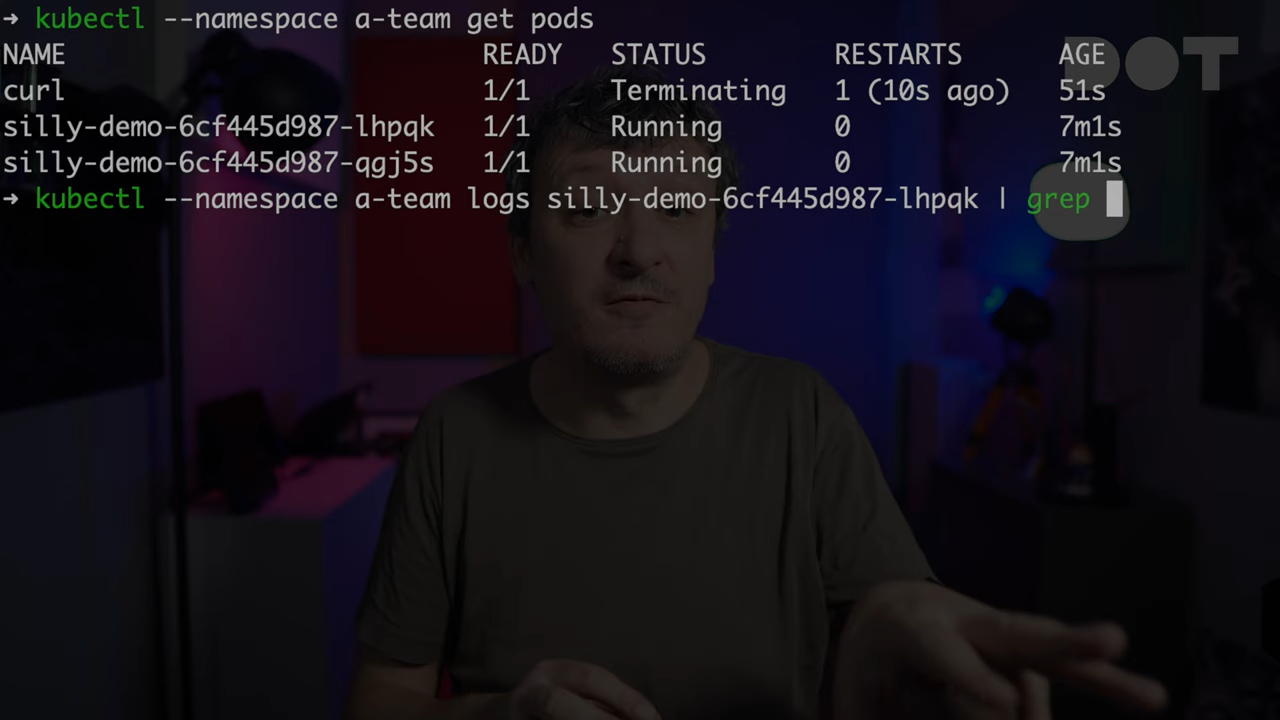 → kubectl --namespace a-team get pods
NAME READY STATUS RESTARTS AGE
curl 1/1 Terminating 1 (10s ago) 51s
silly-demo-6cf445d987-lhpqk 1/1 Running 0 7m1s
silly-demo-6cf445d987-qgj5s 1/1 Running 0 7m1s
→ kubectl --namespace a-team logs silly-demo-6cf445d987-lhpqk | grep
DOT